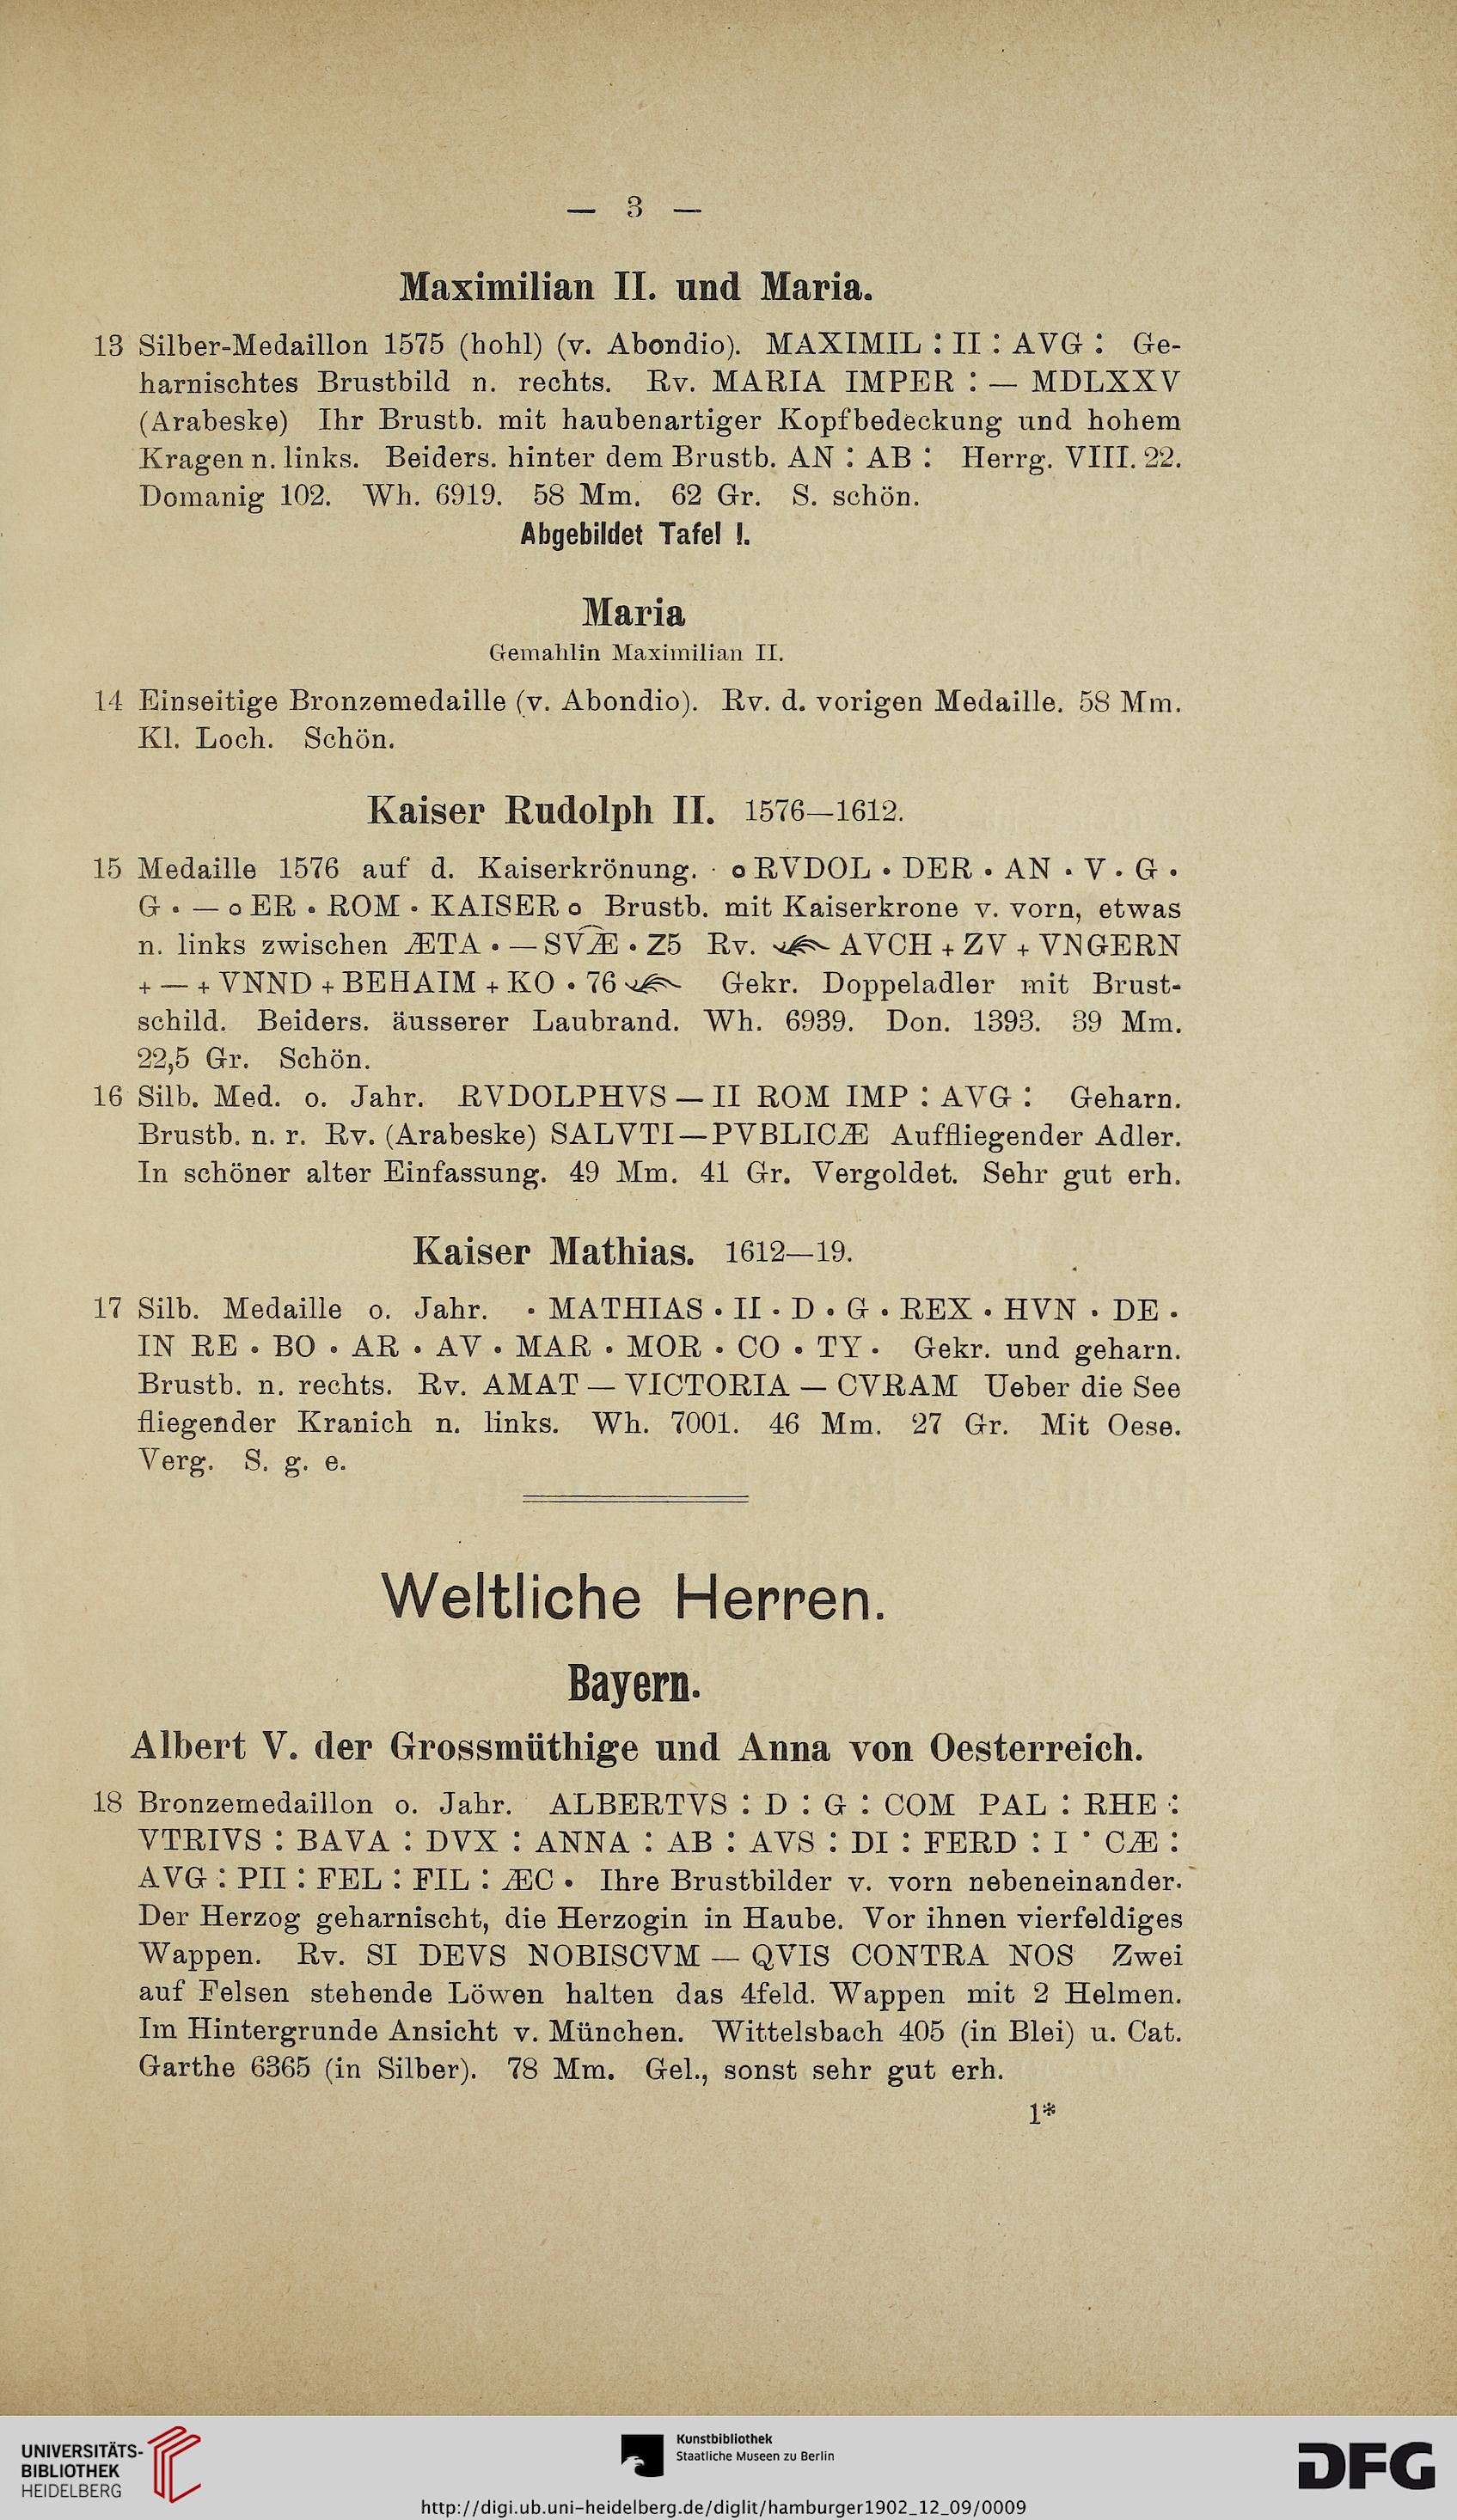 — 3 —
Maximilian II. und Maria.
13 Silber-Medaillon 1575 (hohl) (v. Abondio). MAXIMIL : II : AVG : Ge-
harnischtes Brustbild n. rechts. Rv. MARIA IMPER : — MDLXXV
(Arabeske) Ihr Brustb. mit haubenartiger Kopfbedeckung und hohem
Kragen n. links. Beiders. hinter dem Brustb. AN : AB : Herrg. VIII. 22.
Domanig 102. Wh. 6919. 58 Mm. 62 Gr. S. schön.
Abgebildet Tafel I.
Maria
Gemahlin Maximilian II.
14 Einseitige Bronzemedaille (v. Abondio). Rv. d. vorigen Medaille. 58 Mm.
Kl. Loch. Schön.
Kaiser Rudolph II. 1576—1612.
15 Medaille 1576 auf d. Kaiserkrönung. o RVDOL • DER • AN • V • G •
G • — o ER • ROM • KAISER o Brustb. mit Kaiserkrone v. vorn, etwas
n. links zwischen ÆTA • — SVÆ • Z5 Rv. AVCH + ZV + VNGERN
+ — + VNND + BEHAIM + KO • 76 Gekr. Doppeladler mit Brust-
schild. Beiders. äusserer Laubrand. Wh. 6939. Don. 1393. 39 Mm.
22,5 Gr. Schön.
16 Silb. Med. o. Jahr. RVDOLPHVS — II ROM IMP : AVG : Geharn.
Brustb. n. r. Rv. (Arabeske) SALVTI — PVBLICÆ Auffliegender Adler.
In schöner alter Einfassung. 49 Mm. 41 Gr. Vergoldet. Sehr gut erh.
Kaiser Mathias. 1612—19.
17 Silb. Medaille o. Jahr. • MATHIAS • II • D • G • REX • HVN • DE •
IN RE • BO • AR • AV • MAR • MOR • CO • TY • Gekr. und geharn.
Brustb. n. rechts. Rv. AMAT — VICTORIA — CVRAM Ueber die See
fliegender Kranich n. links. Wh. 7001. 46 Mm. 27 Gr. Mit Oese.
Verg. S. g. e.
Weltliche Herren.
Bayern.
Albert V. der Grossmüthige und Anna von Oesterreich.
18 Bronzemedaillon o. Jahr. ALBERTVS : D : G : COM PAL : RHE :
VTRIVS : BAVA : DVX : ANNA : AB : AVS : DI : FERD : I · CÆ :
AVG : PII : FEL : FIL : ÆC • Ihre Brustbilder v. vorn nebeneinander.
Der Herzog geharnischt, die Herzogin in Haube. Vor ihnen vierfeldiges
Wappen. Rv. SI DEVS NOBISCVM — QVIS CONTRA NOS Zwei
auf Felsen stehende Löwen halten das 4feld. Wappen mit 2 Helmen.
Im Hintergrunde Ansicht v. München. Wittelsbach 405 (in Blei) u. Cat.
Garthe 6365 (in Silber). 78 Mm. Gel., sonst sehr gut erh.
1*
UNIVERSITÄTS-
BIBLIOTHEK
HEIDELBERG
Kunstbibliothek
Staatliche Museen zu Berlin
DFG
http://digi.ub.uni-heidelberg.de/diglit/hamburger1902_12_09/0009